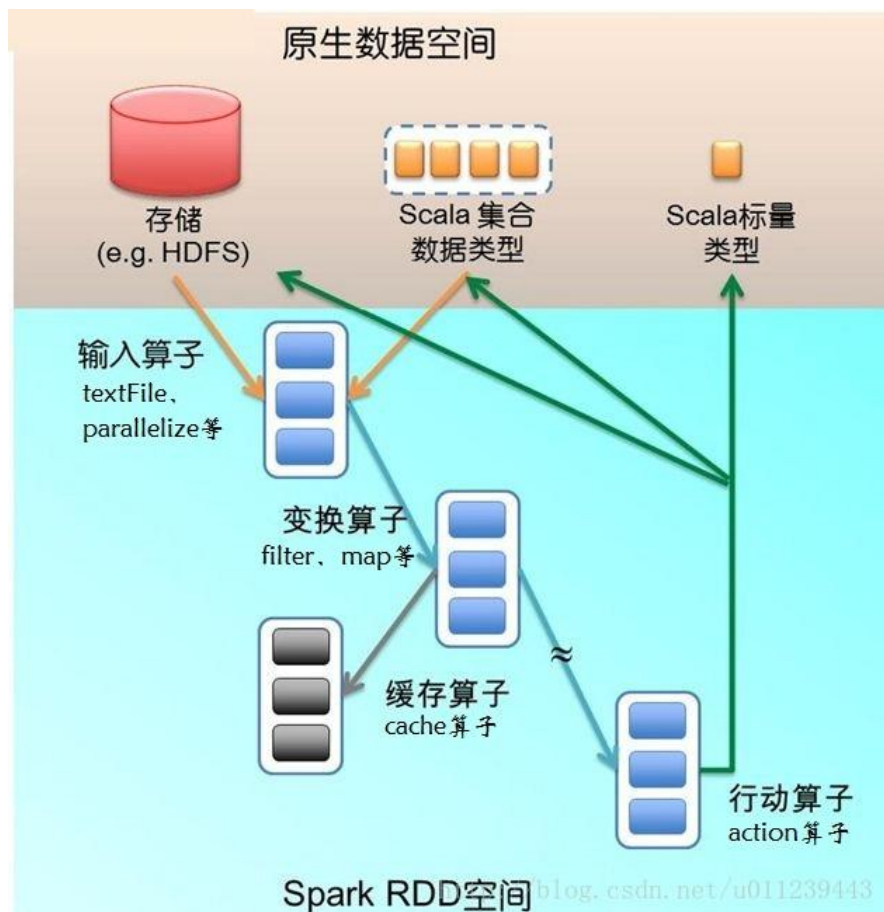 原生数据空间
存储
(e.g. HDFS)
Scala 集合
数据类型
Scala标量
类型
输入算子
textFile、
parallelize等
变换算子
filter、map等
≈
缓存算子
cache算子
行动算子
action算子
Spark RDD空间
blog.csdn.net/u011239443